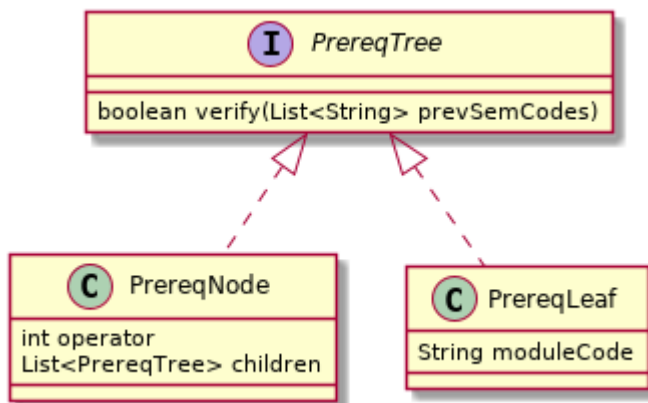 I PrereqTree
boolean verify(List<String> prevSemCodes)
C PrereqNode
int operator
List<PrereqTree> children
C PrereqLeaf
String moduleCode